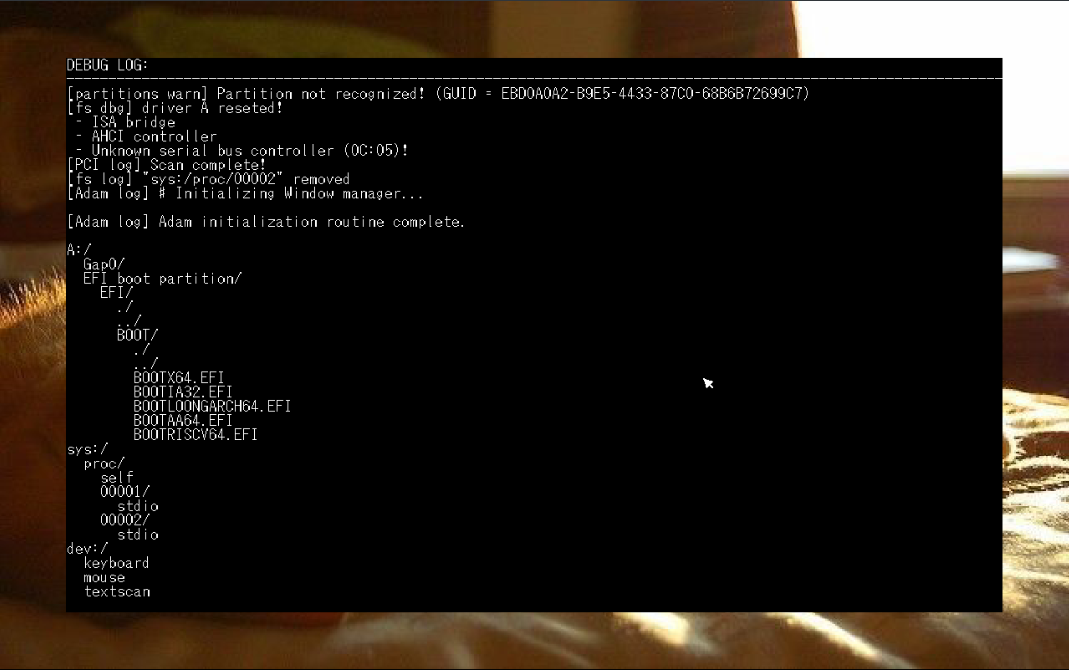 DEBUG LOG:
[partitions warn] Partition not recognized! (GUID = EBD0A0A2-B9E5-4433-87C0-68B6B72699C7)
[fs dbg] driver A reseted!
- ISA bridge
- AHCI controller
- Unknown serial bus controller (0C:05)!
[PCI log] Scan complete!
[fs log] "sys:/proc/00002" removed
[Adam log] # Initializing Window manager...
[Adam log] Adam initialization routine complete.
A:/
Gap0/
EFI boot partition/
EFI/
./
../
BOOT/
./
../
BOOTX64.EFI
BOOTIA32.EFI
BOOTLOONGARCH64.EFI
BOOTAA64.EFI
BOOTRISCV64.EFI
sys:/
proc/
self
00001/
stdio
00002/
stdio
dev:/
keyboard
mouse
textscan